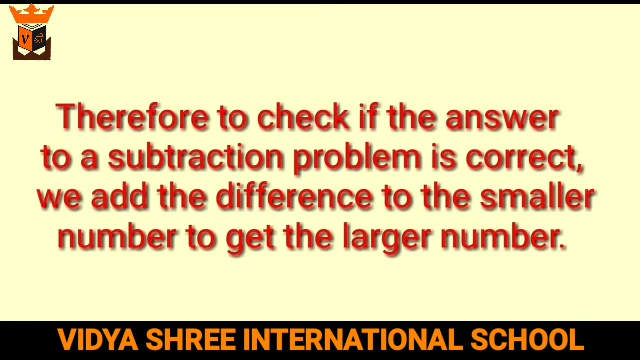 Therefore to check if the answer
to a subtraction problem is correct,
we add the difference to the smaller
number to get the larger number.
VIDYA SHREE INTERNATIONAL SCHOOL